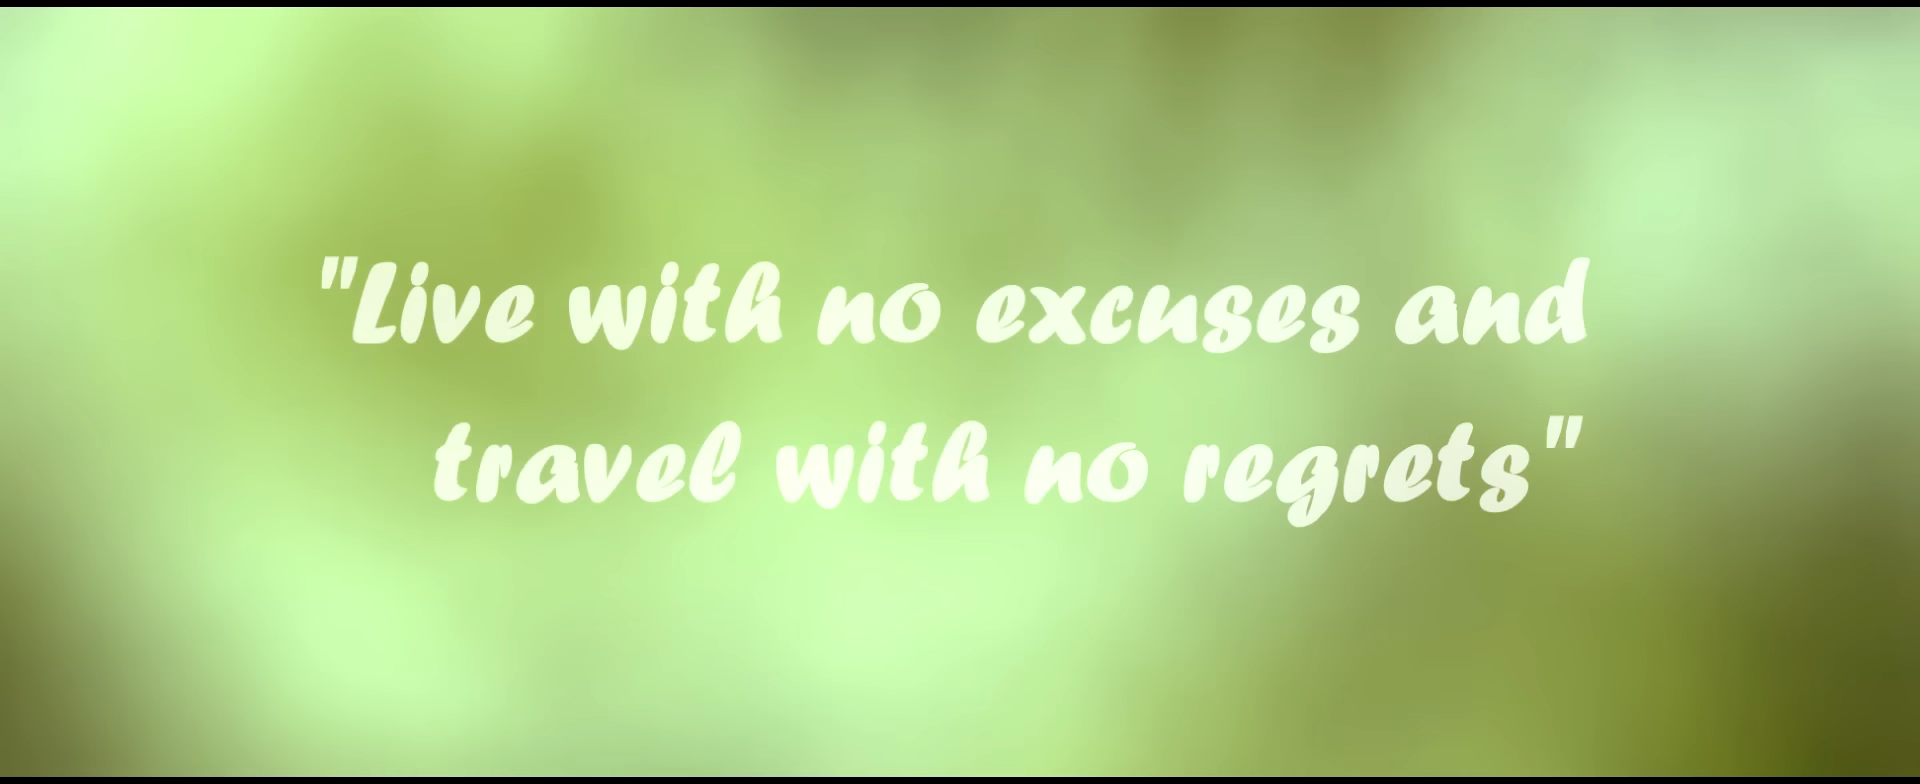 "Live with no excuses and
travel with no regrets"